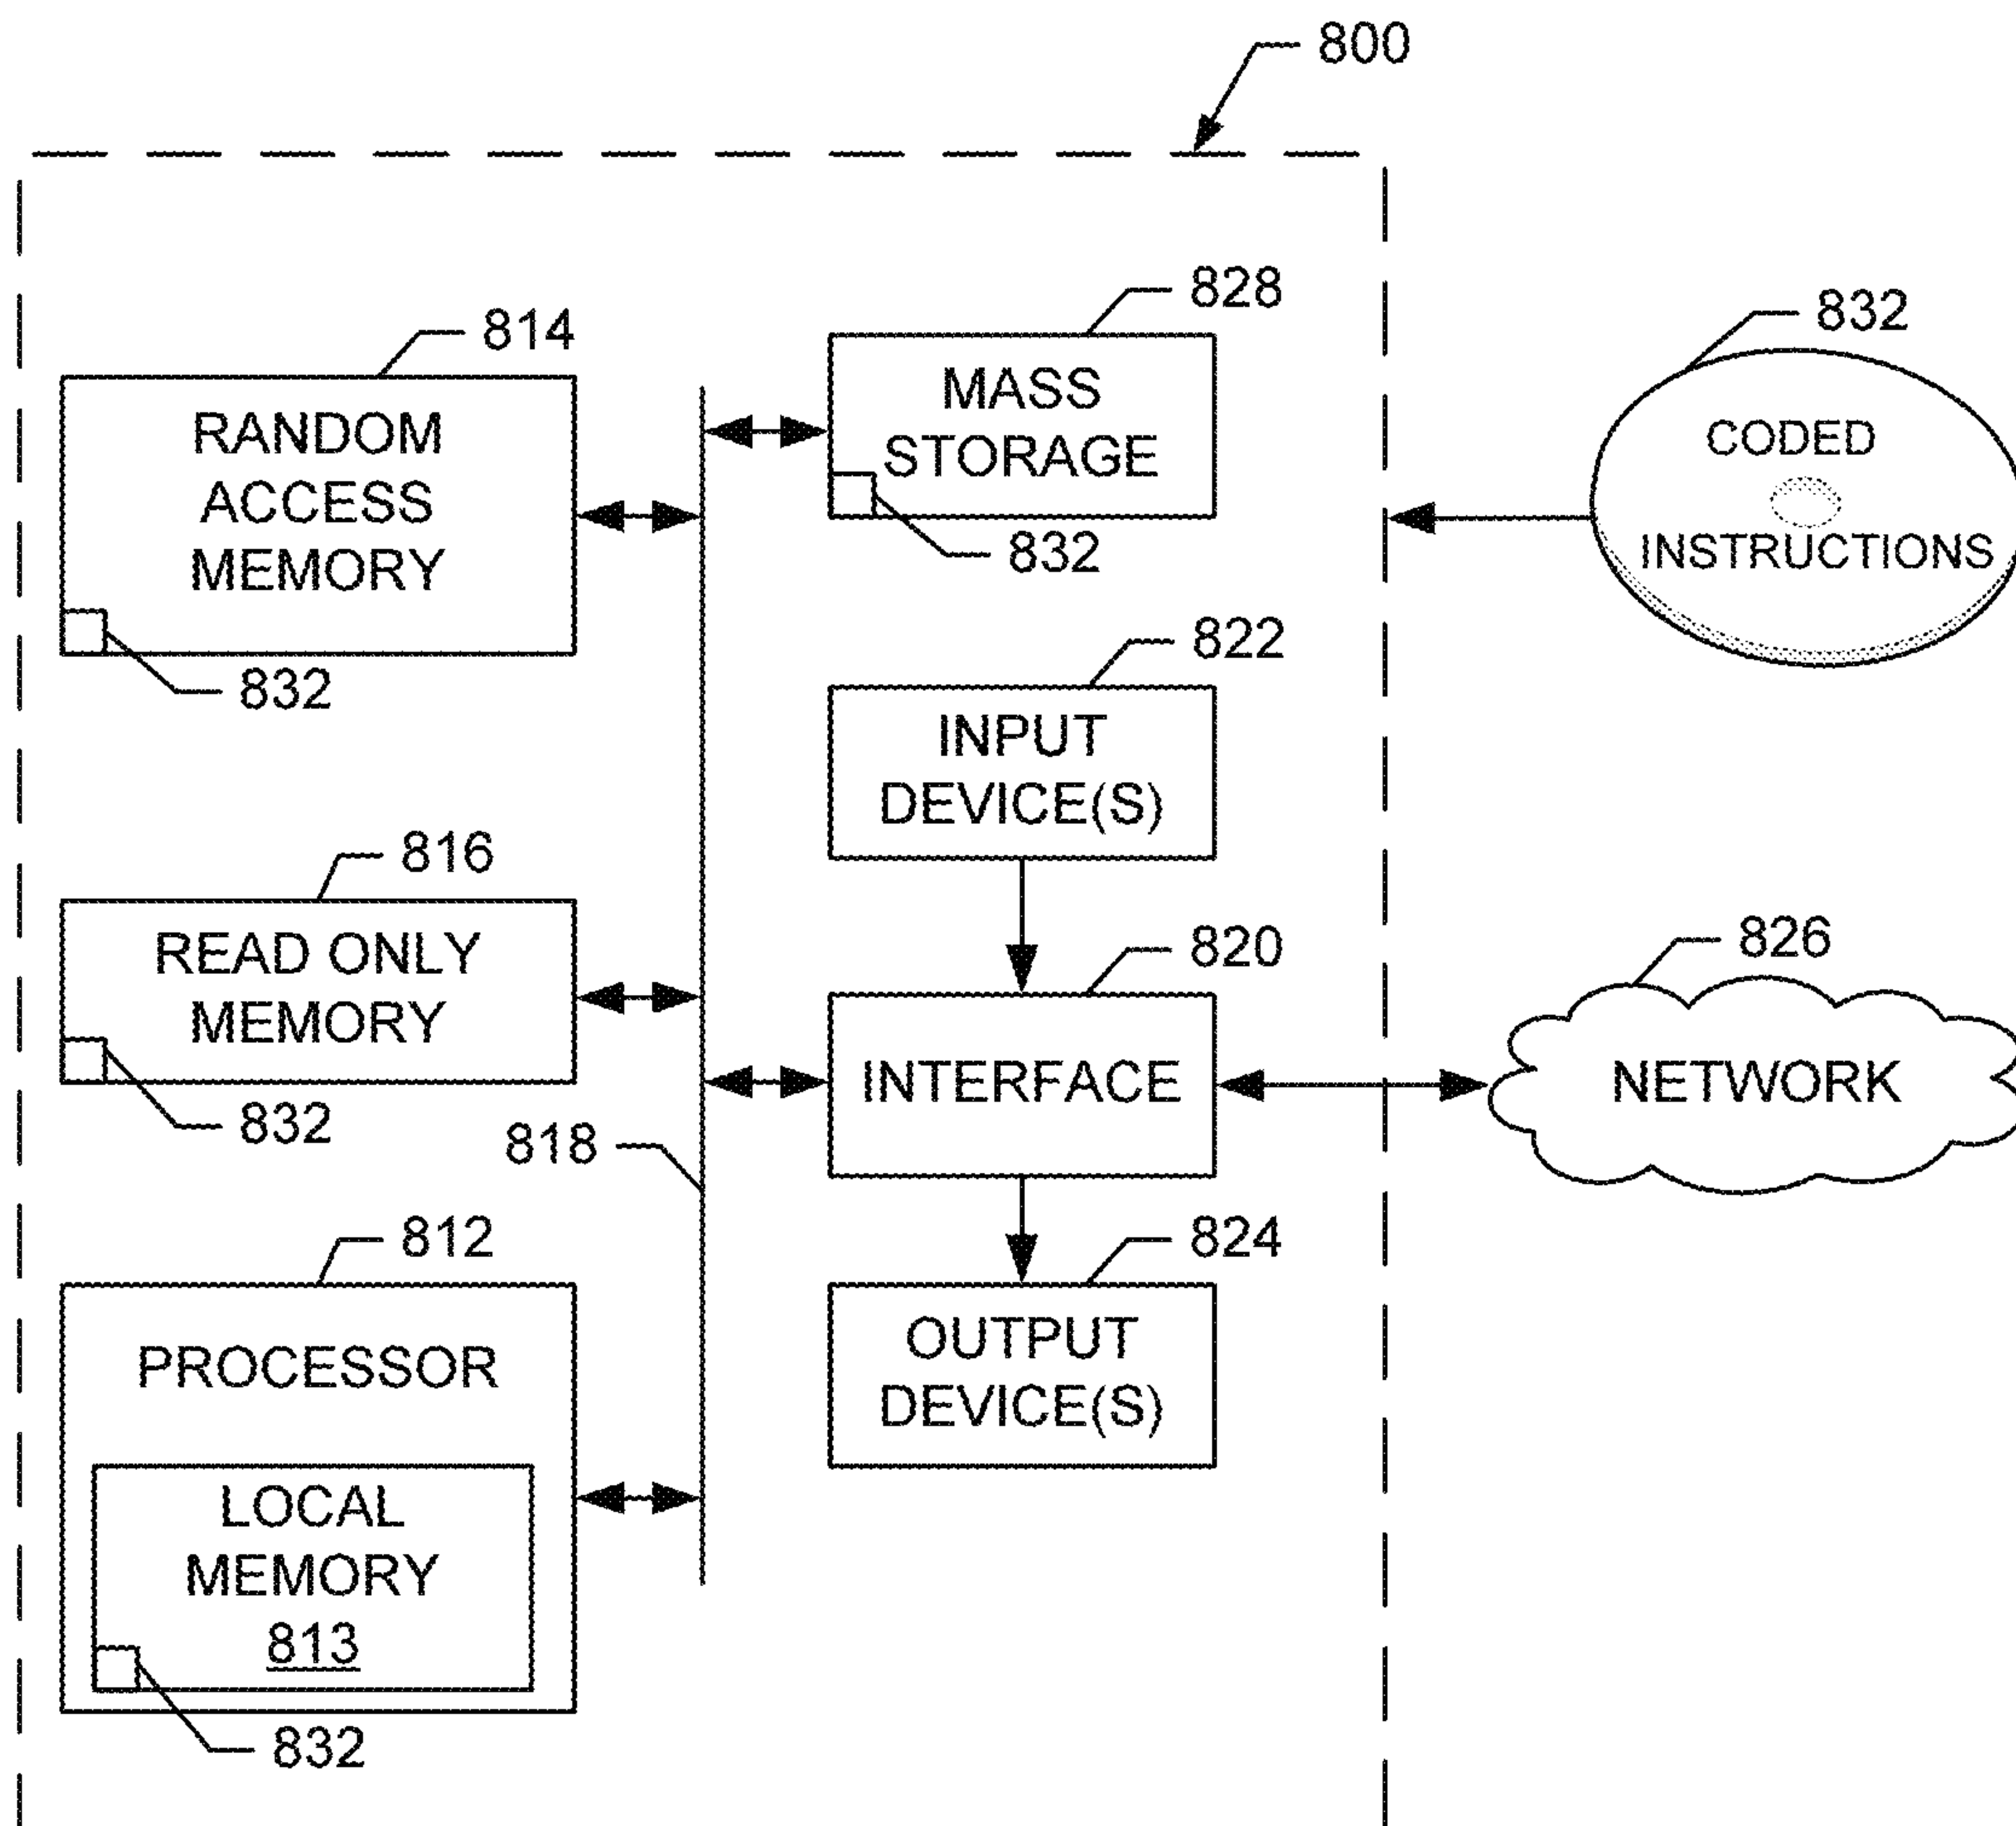 800
814
RANDOM
ACCESS
MEMORY
832
828
MASS
STORAGE
832
832
CODED
INSTRUCTIONS
822
INPUT
DEVICE(S)
816
READ ONLY
MEMORY
832
818
820
INTERFACE
826
NETWORK
812
PROCESSOR
LOCAL
MEMORY
813
832
824
OUTPUT
DEVICE(S)